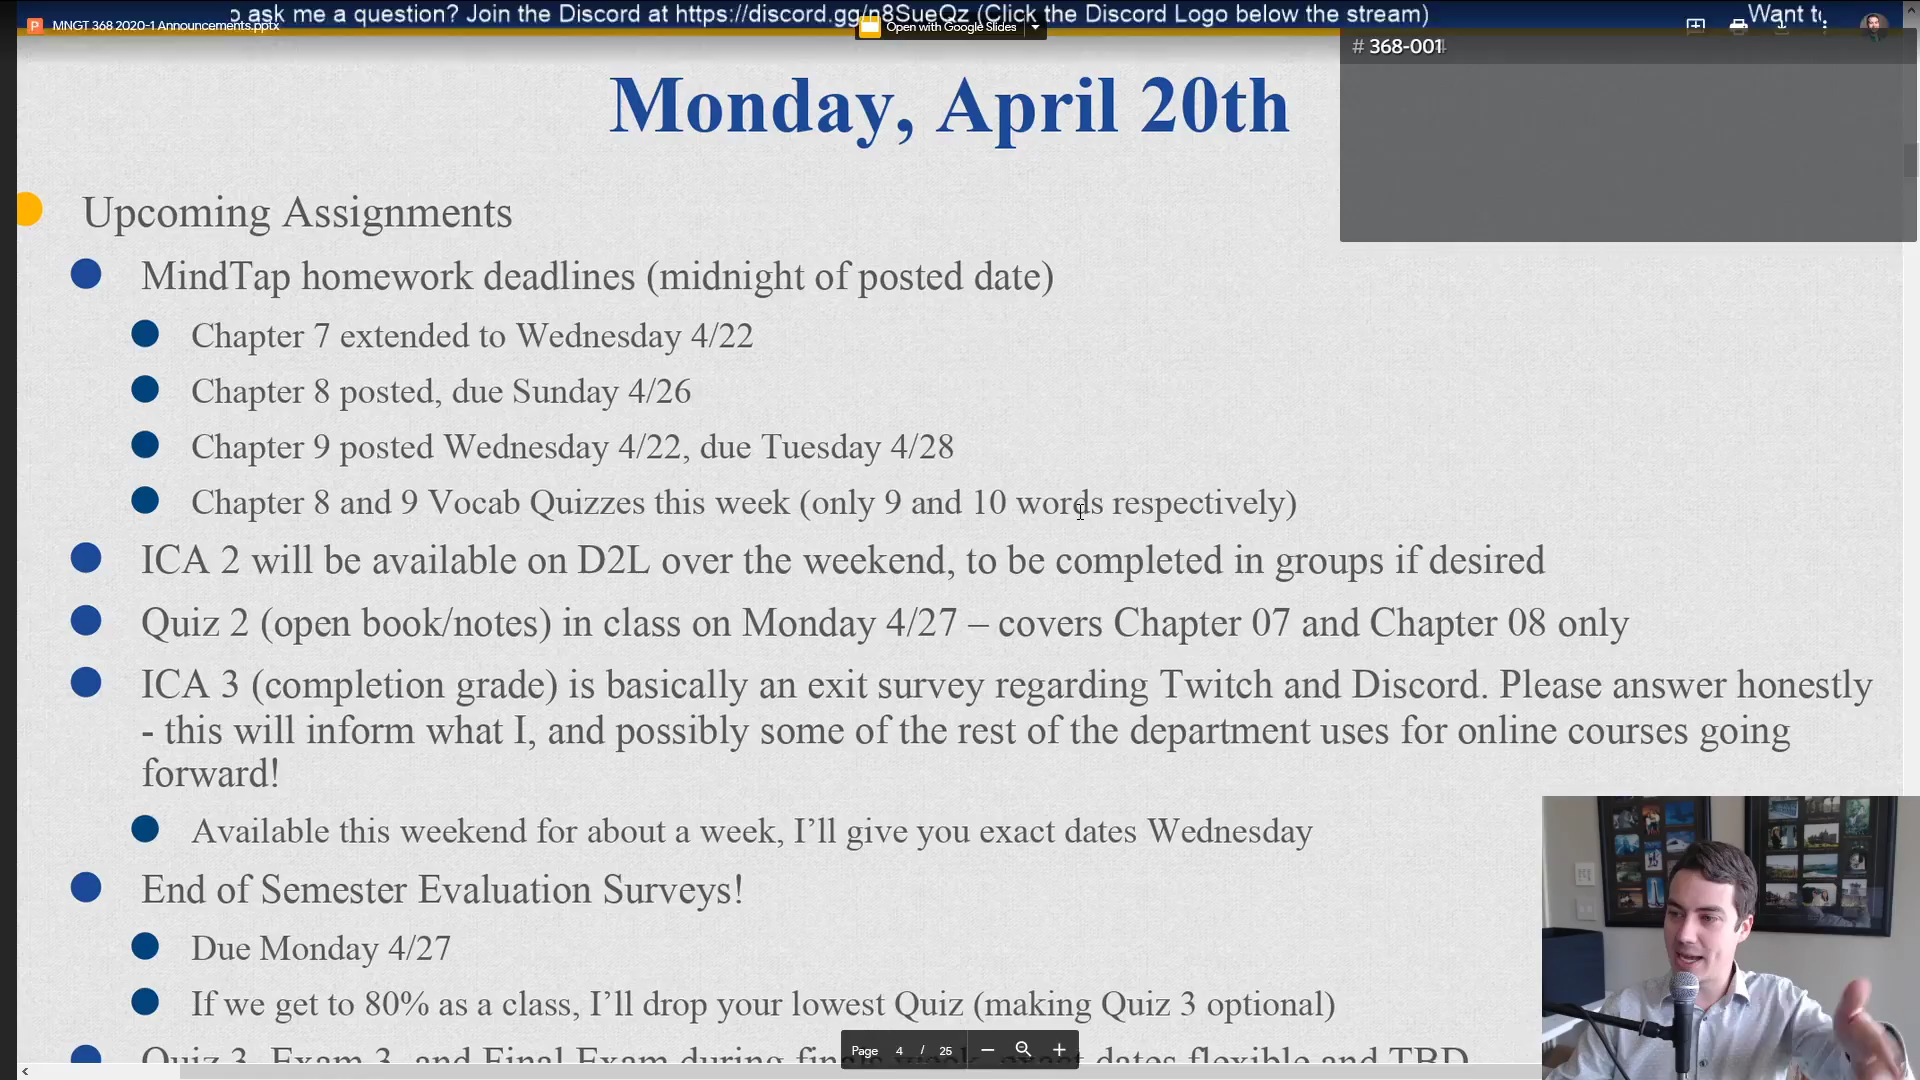 o ask me a question? Join the Discord at https://discord.gg/n8SueQz (Click the Discord Logo below the stream)
Want to
MNGT 368 2020-1 Announcements.pptx
Open with Google Slides
# 368-001
Monday, April 20th
Upcoming Assignments
MindTap homework deadlines (midnight of posted date)
Chapter 7 extended to Wednesday 4/22
Chapter 8 posted, due Sunday 4/26
Chapter 9 posted Wednesday 4/22, due Tuesday 4/28
Chapter 8 and 9 Vocab Quizzes this week (only 9 and 10 words respectively)
ICA 2 will be available on D2L over the weekend, to be completed in groups if desired
Quiz 2 (open book/notes) in class on Monday 4/27 – covers Chapter 07 and Chapter 08 only
ICA 3 (completion grade) is basically an exit survey regarding Twitch and Discord. Please answer honestly
- this will inform what I, and possibly some of the rest of the department uses for online courses going
forward!
Available this weekend for about a week, I’ll give you exact dates Wednesday
End of Semester Evaluation Surveys!
Due Monday 4/27
If we get to 80% as a class, I’ll drop your lowest Quiz (making Quiz 3 optional)
Quiz 3, Exam 3, and Final Exam during finals week, exact dates flexible and TBD
Page 4 / 25